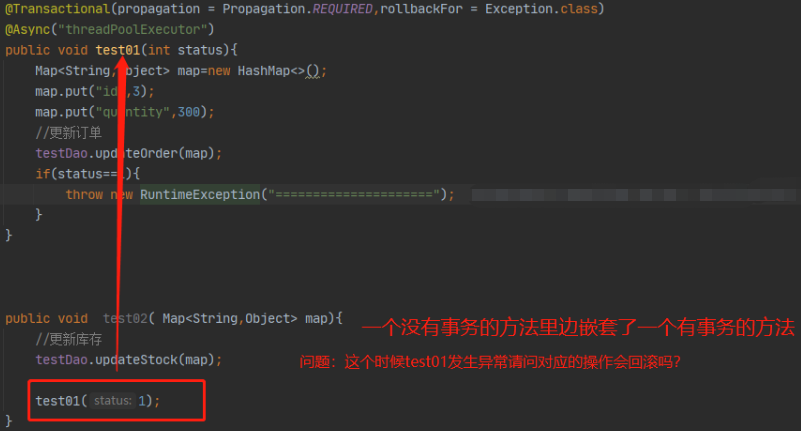 @Transactional(propagation = Propagation.REQUIRED,rollbackFor = Exception.class)
@Async("threadPoolExecutor")
public void test01(int status){
Map<String,Object> map=new HashMap<>();
map.put("id",3);
map.put("quantity",300);
//更新订单
testDao.updateOrder(map);
if(status==1){
throw new RuntimeException("=====================");
}
}
public void test02( Map<String,Object> map){
一个没有事务的方法里边嵌套了一个有事务的方法
//更新库存
testDao.updateStock(map);
问题：这个时候test01发生异常请问对应的操作会回滚吗？
test01( status: 1);
}